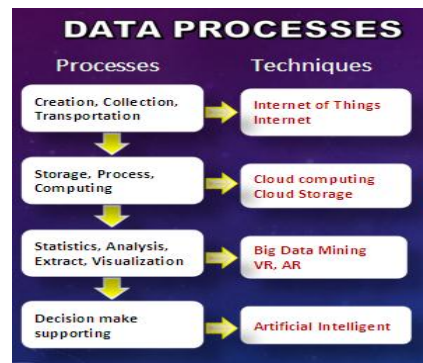 DATA PROCESSES
Processes
Techniques
Creation, Collection,
Transportation
Internet of Things
Internet
Storage, Process,
Computing
Cloud computing
Cloud Storage
Statistics, Analysis,
Extract, Visualization
Big Data Mining
VR, AR
Decision make
supporting
Artificial Intelligent